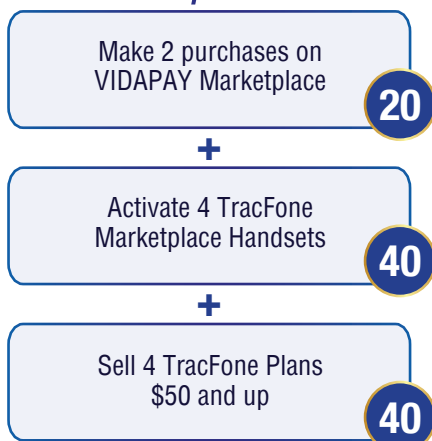 Make 2 purchases on
VIDAPAY Marketplace
20
+
Activate 4 TracFone
Marketplace Handsets
40
+
Sell 4 TracFone Plans
$50 and up
40